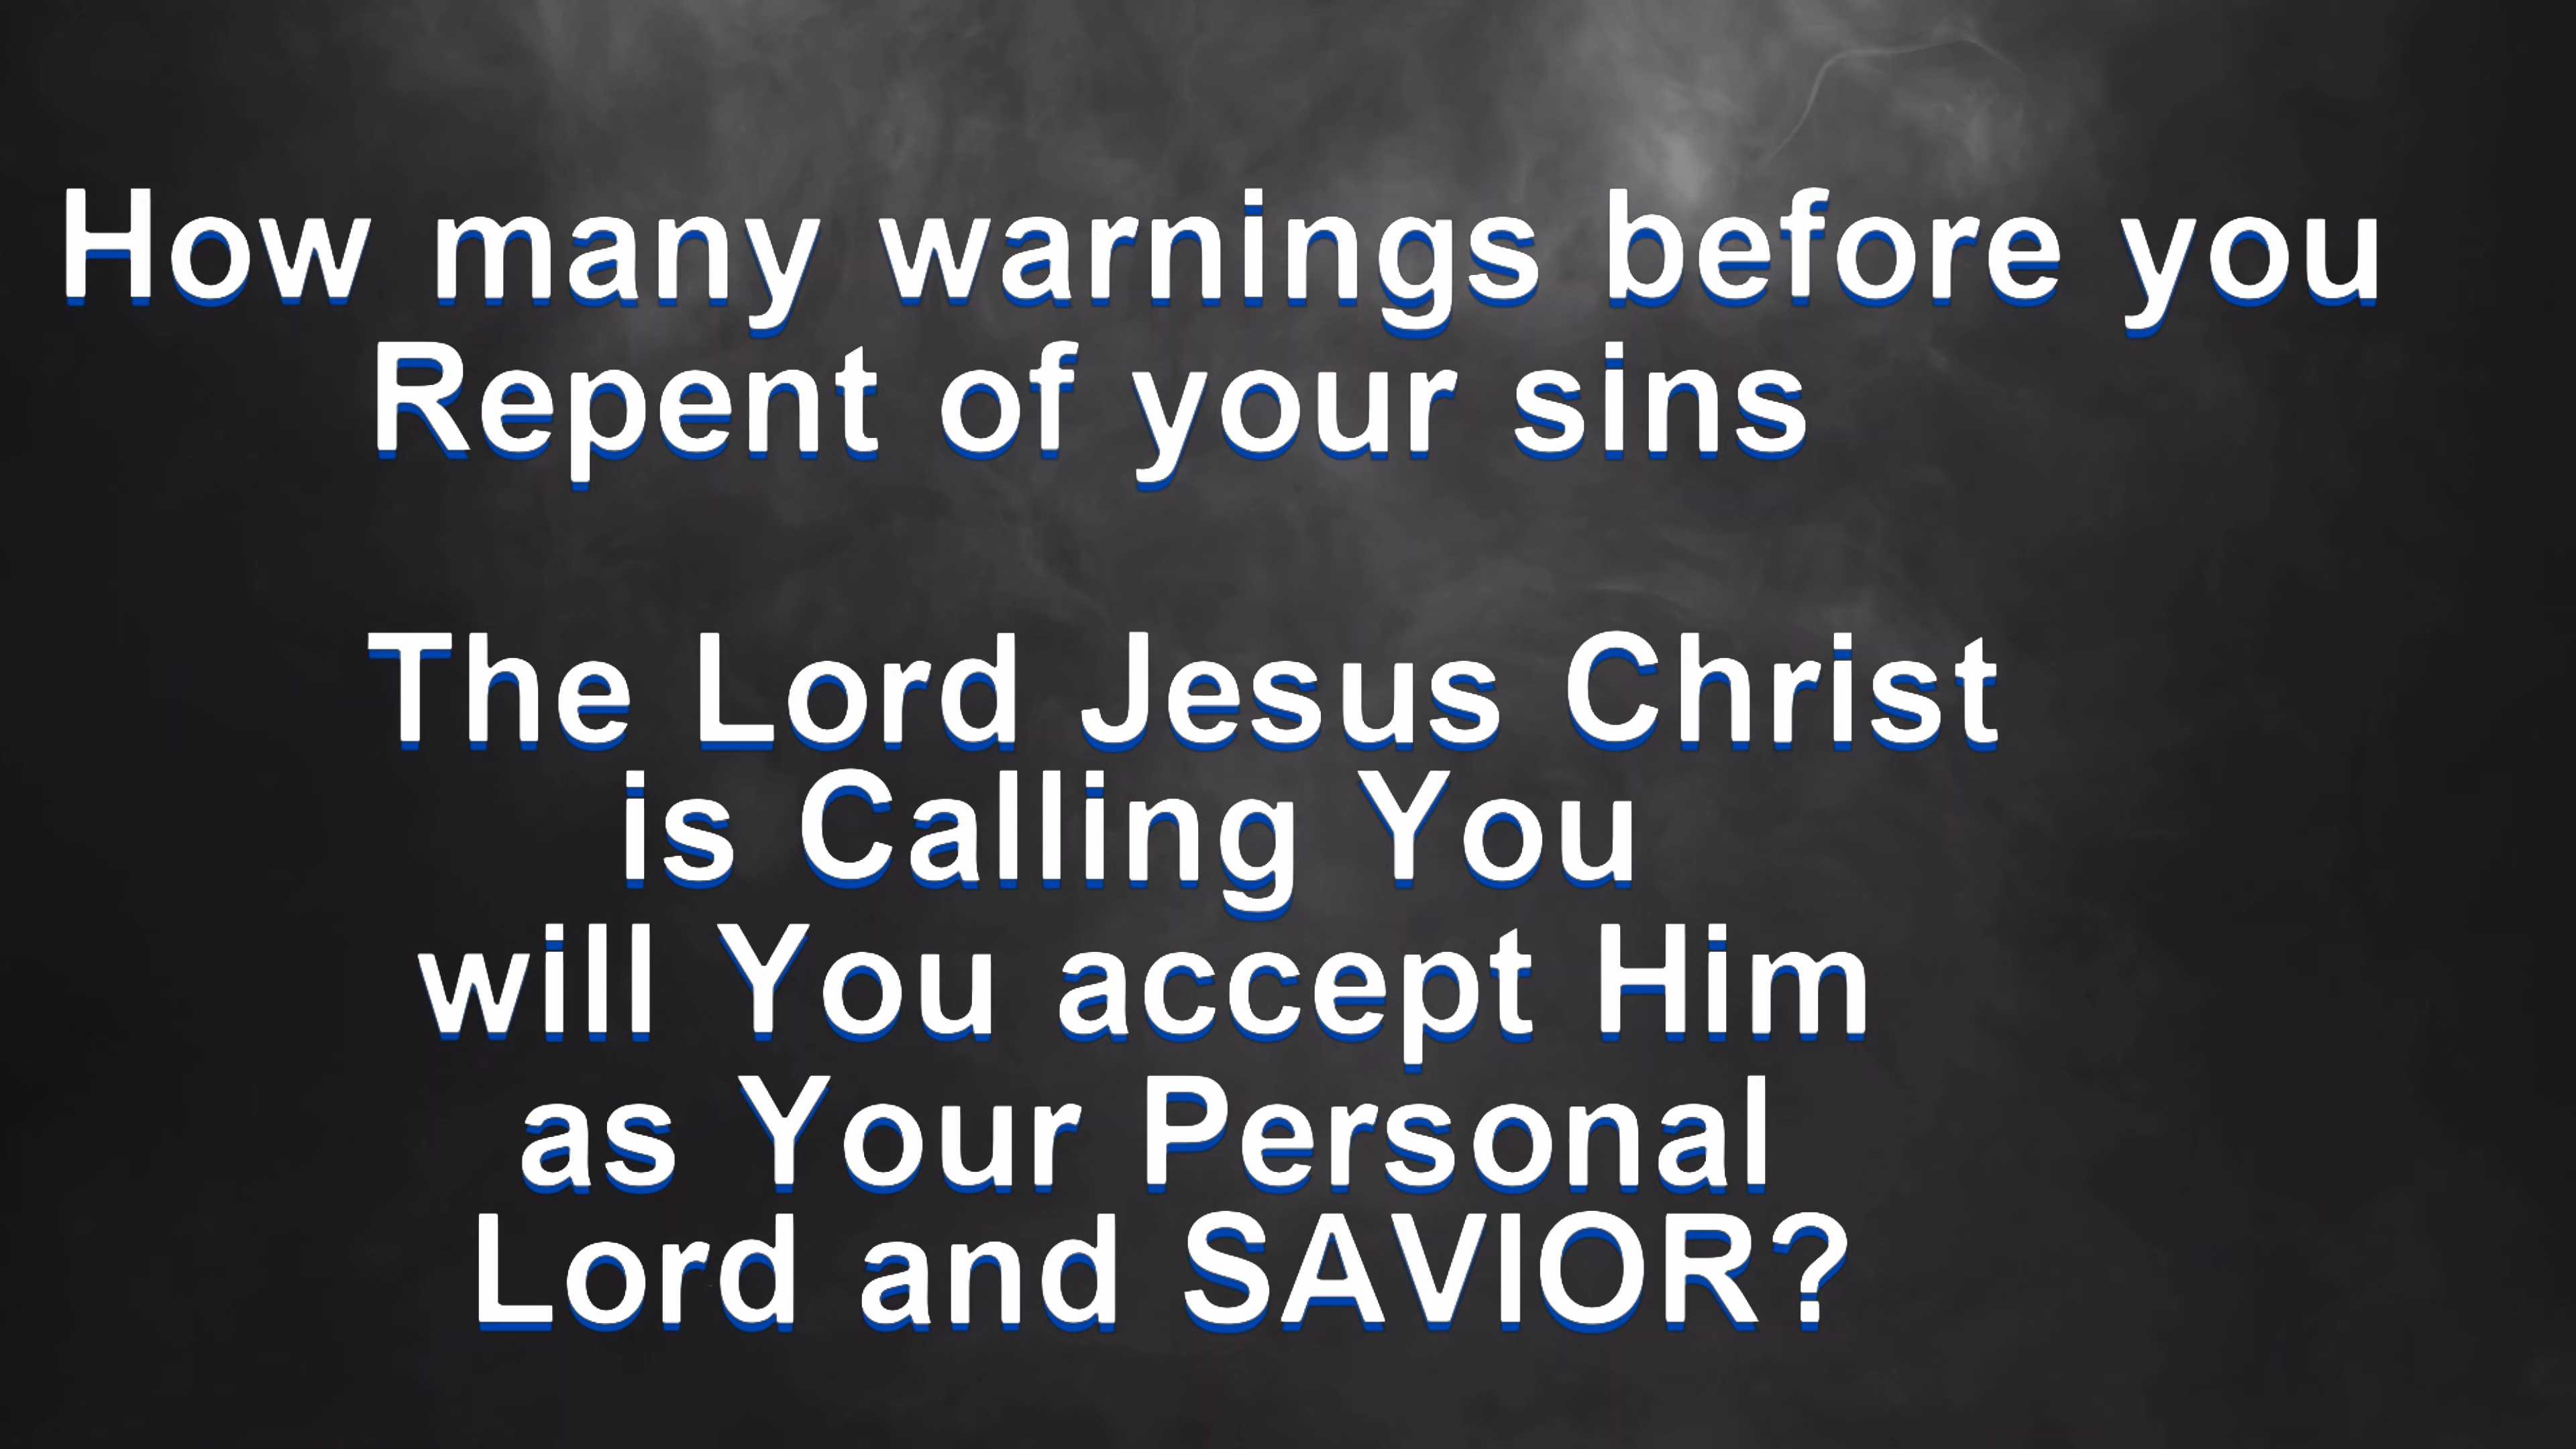 How many warnings before you
Repent of your sins
The Lord Jesus Christ
is Calling You
will You accept Him
as Your Personal
Lord and SAVIOR?